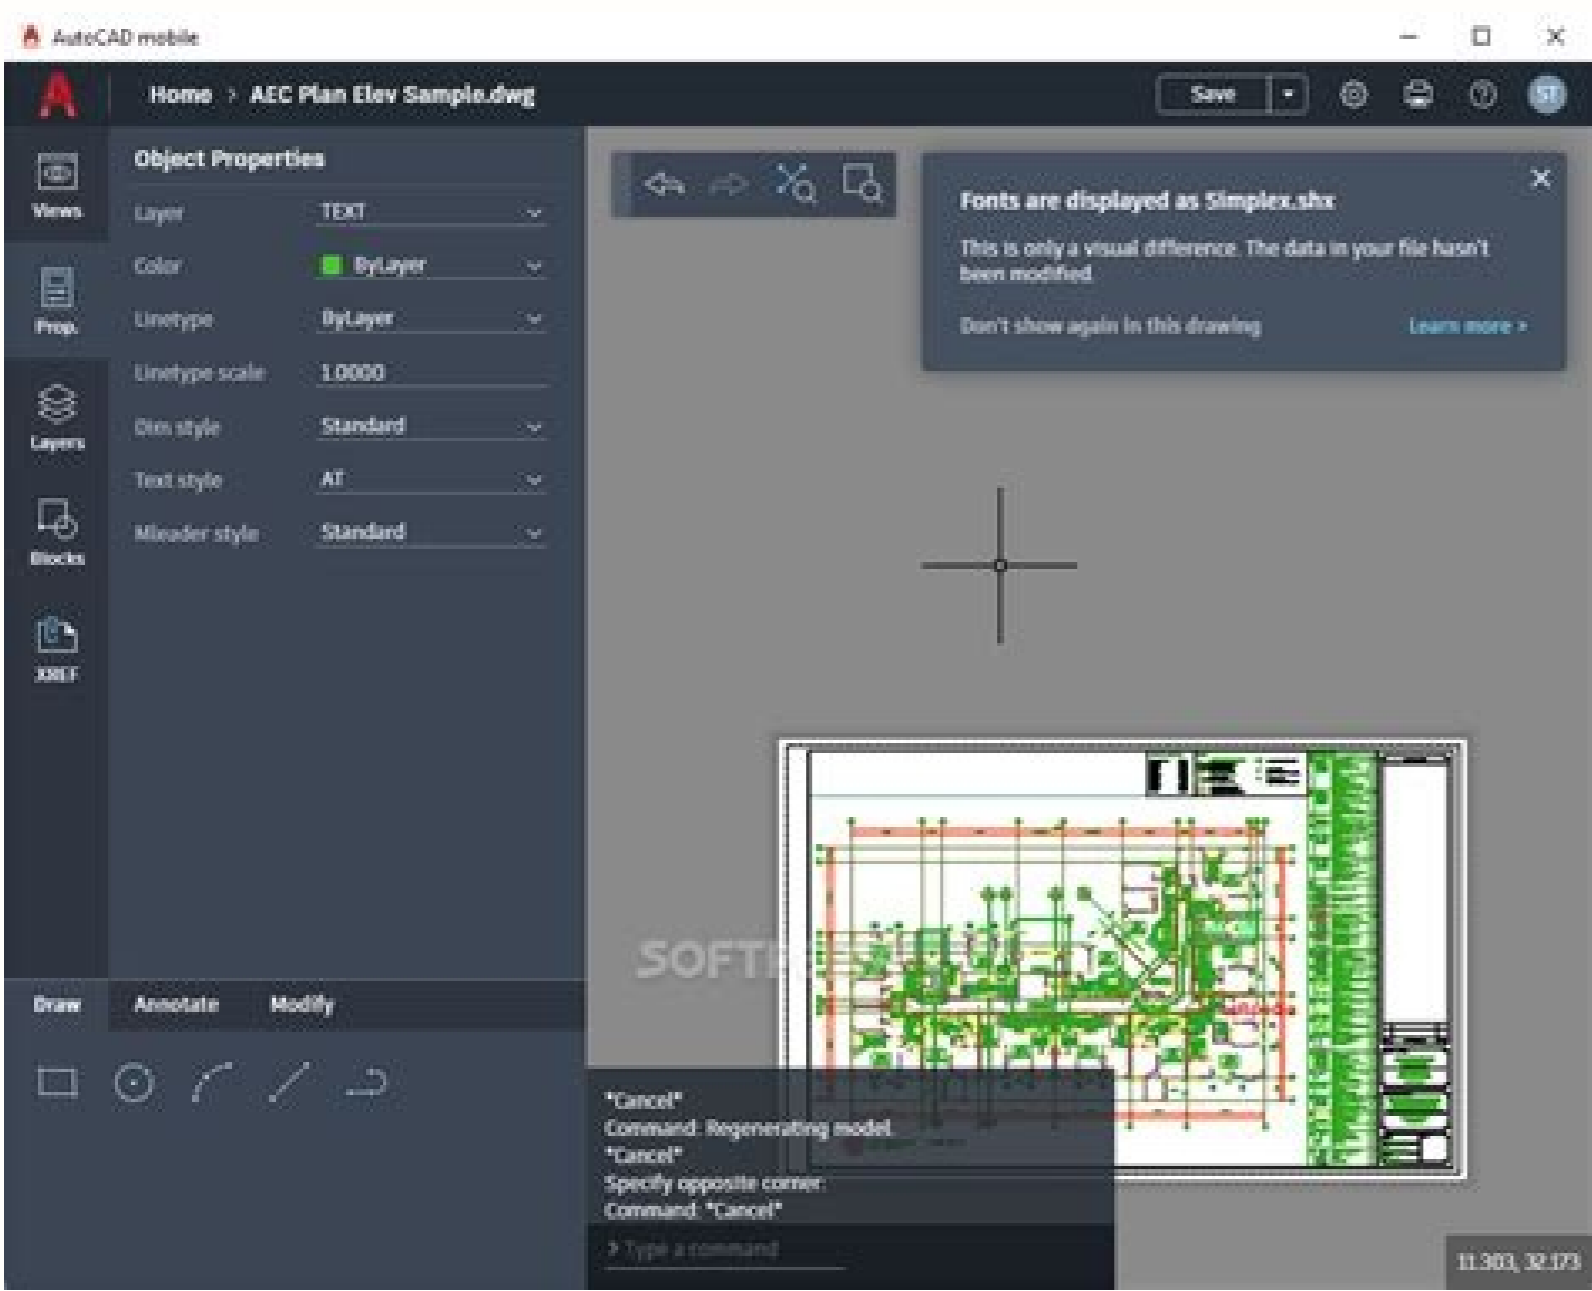 AutoCAD mobile
Home > AEC Plan Elev Sample.dwg
Save
ST
Views
Prop.
Layers
Blocks
XREF
Object Properties
Layer TEXT
Color ByLayer
Linetype ByLayer
Linetype scale 1.0000
Dim style Standard
Text style AT
Mleader style Standard
Fonts are displayed as Simplex.shx
This is only a visual difference. The data in your file hasn't
been modified.
Don't show again in this drawing
Learn more >
Draw Annotate Modify
*Cancel*
Command: Regenerating model.
*Cancel*
Specify opposite corner:
Command: *Cancel*
> Type a command
11.303, 32.173